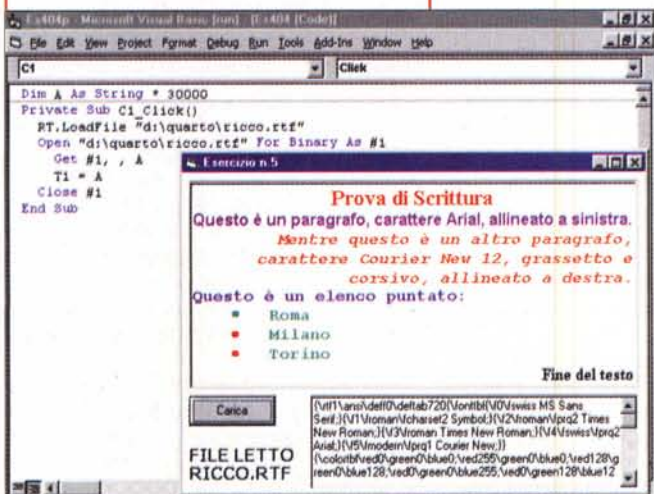 Ex404p - Microsoft Visual Basic [run] - [Ex404 [Code]]
File Edit View Project Format Debug Run Tools Add-Ins Window Help
C1 Click
Dim A As String * 30000
Private Sub C1_Click()
RT.LoadFile "d:\quarto\ricco.rtf"
Open "d:\quarto\ricco.rtf" For Binary As #1
Get #1, , A
T1 = A
Close #1
End Sub
Esercizio n.5
Prova di Scrittura
Questo è un paragrafo, carattere Arial, allineato a sinistra.
Mentre questo è un altro paragrafo,
carattere Courier New 12, grassetto e
corsivo, allineato a destra.
Questo è un elenco puntato:
Roma
Milano
Torino
Fine del testo
Carica
FILE LETTO
RICCO.RTF
{\rtf1\ansi\deff0\deftab720{\fonttbl{\f0\fswiss MS Sans
Serif;}{\f1\froman\fcharset2 Symbol;}{\f2\froman\fprq2 Times
New Roman;}{\f3\froman Times New Roman;}{\f4\fswiss\fprq2
Arial;}{\f5\fmodern\fprq1 Courier New;}}
{\colortbl\red0\green0\blue0;\red255\green0\blue0;\red128\g
reen0\blue128;\red0\green0\blue255;\red0\green128\blue12